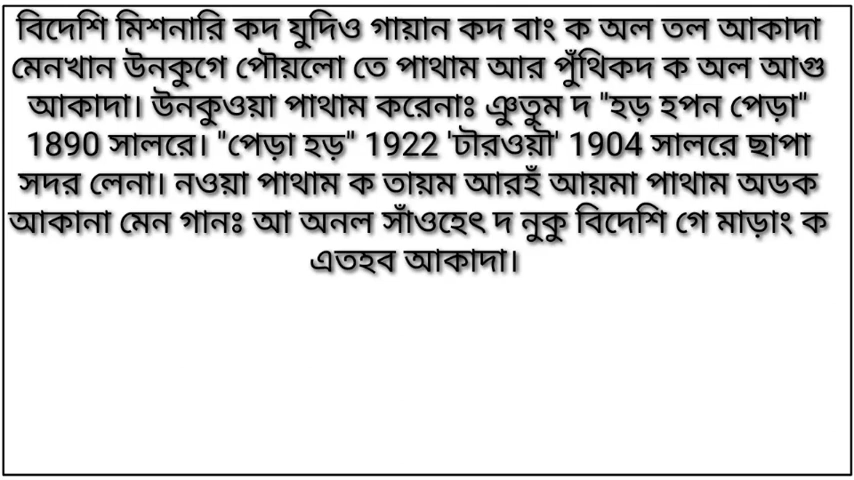 বিদেশি মিশনারি কদ যুদিও গায়ান কদ বাং ক অল তল আকাদা
মেনখান উনকুগে পৌয়লো তে পাথাম আর পুঁথিকদ ক অল আগু
আকাদা। উনকুওয়া পাথাম করেনাঃ ঞুতুম দ "হড় হপন পেড়া"
1890 সালরে। "পেড়া হড়" 1922 'টারওয়ী' 1904 সালরে ছাপা
সদর লেনা। নওয়া পাথাম ক তায়ম আরহঁ আয়মা পাথাম অডক
আকানা মেন গানঃ আ অনল সাঁওহেৎ দ নুকু বিদেশি গে মাড়াং ক
এতহব আকাদা।